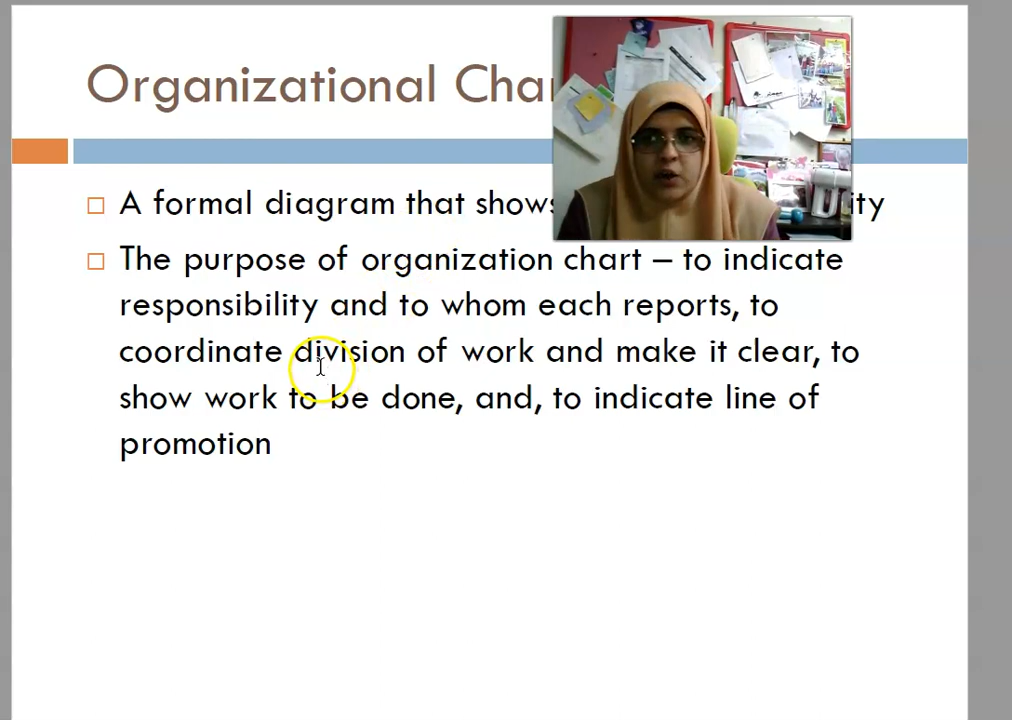 Organizational Cha
A formal diagram that shows ity
The purpose of organization chart – to indicate
responsibility and to whom each reports, to
coordinate division of work and make it clear, to
show work to be done, and, to indicate line of
promotion